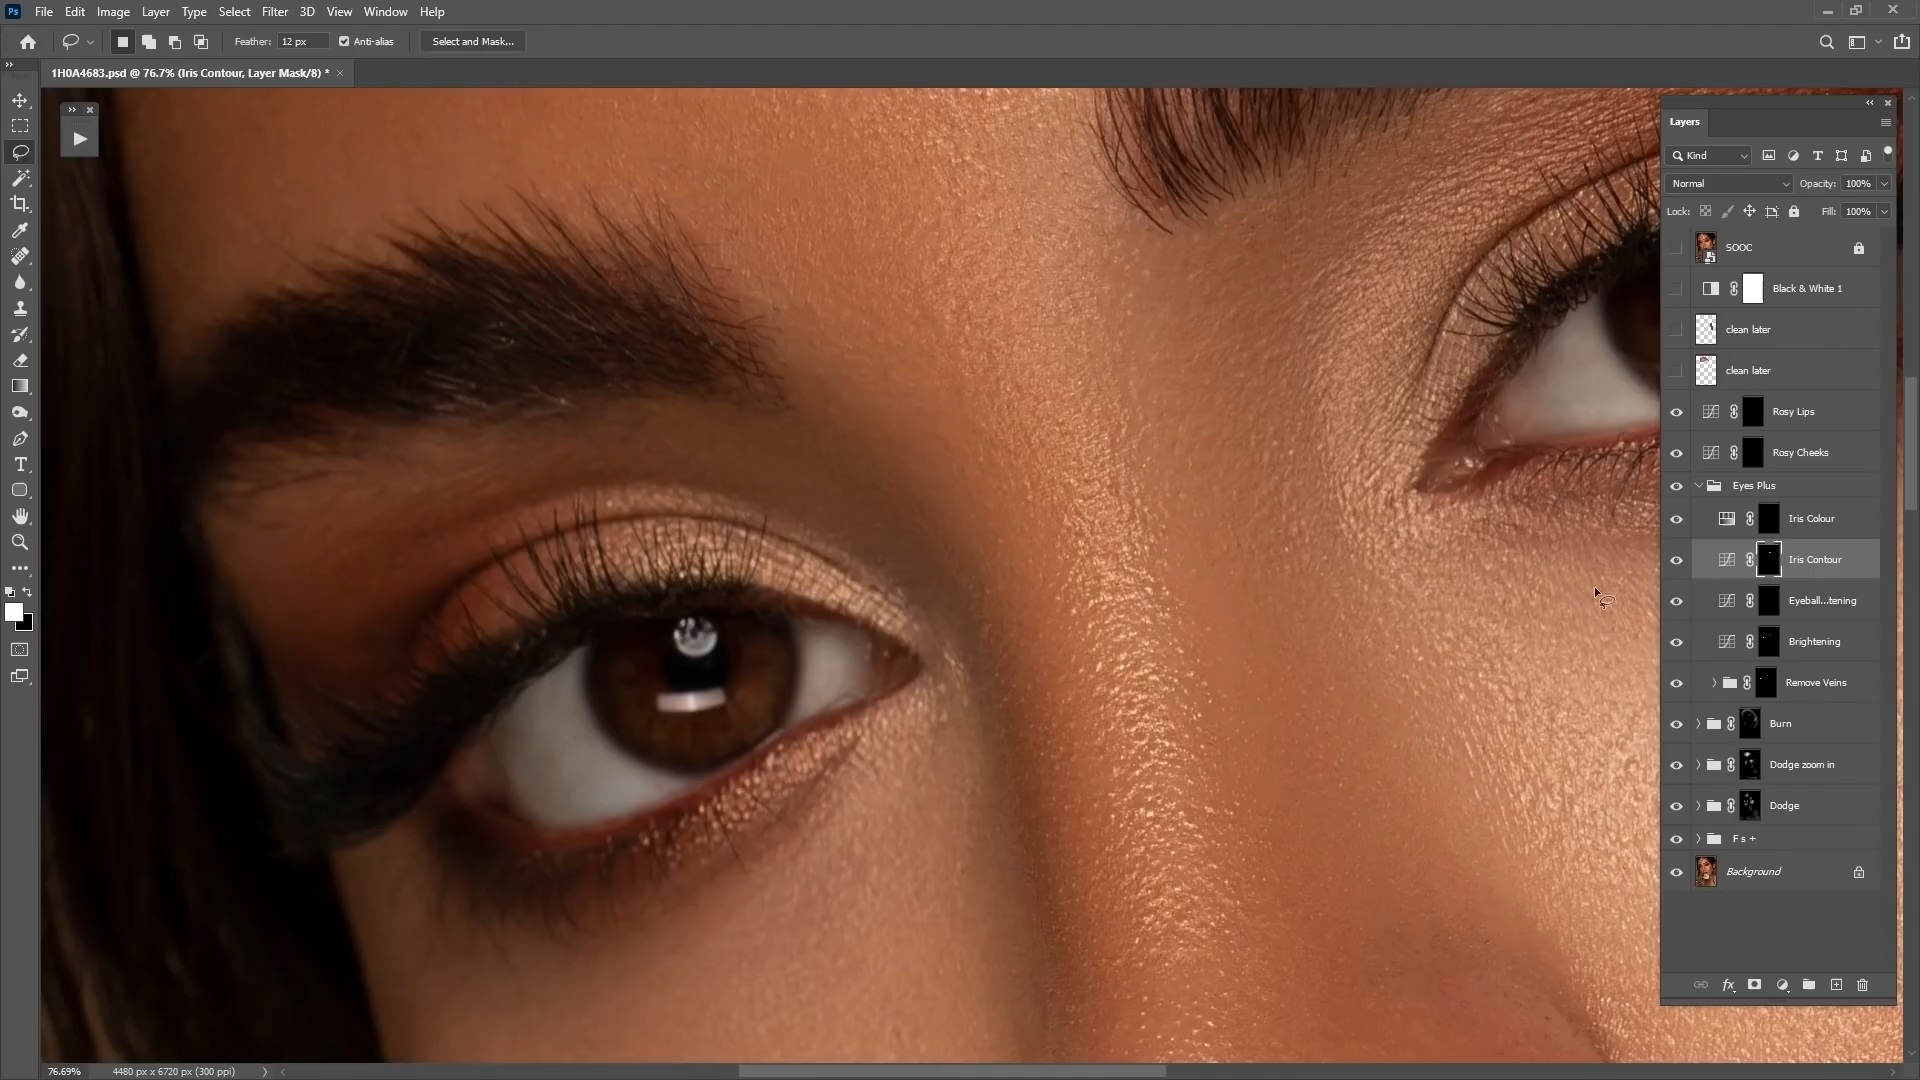 Ps File Edit Image Layer Type Select Filter 3D View Window Help
Feather: 12 px Anti-alias Select and Mask...
1H0A4683.psd @ 76.7% (Iris Contour, Layer Mask/8) *
Layers
Kind
Normal Opacity: 100%
Lock: Fill: 100%
SOOC
Black & White 1
clean later
clean later
Rosy Lips
Rosy Cheeks
Eyes Plus
Iris Colour
Iris Contour
Eyeball...tening
Brightening
Remove Veins
Burn
Dodge zoom in
Dodge
F s +
Background
fx
76.69% 4480 px x 6720 px (300 ppi)